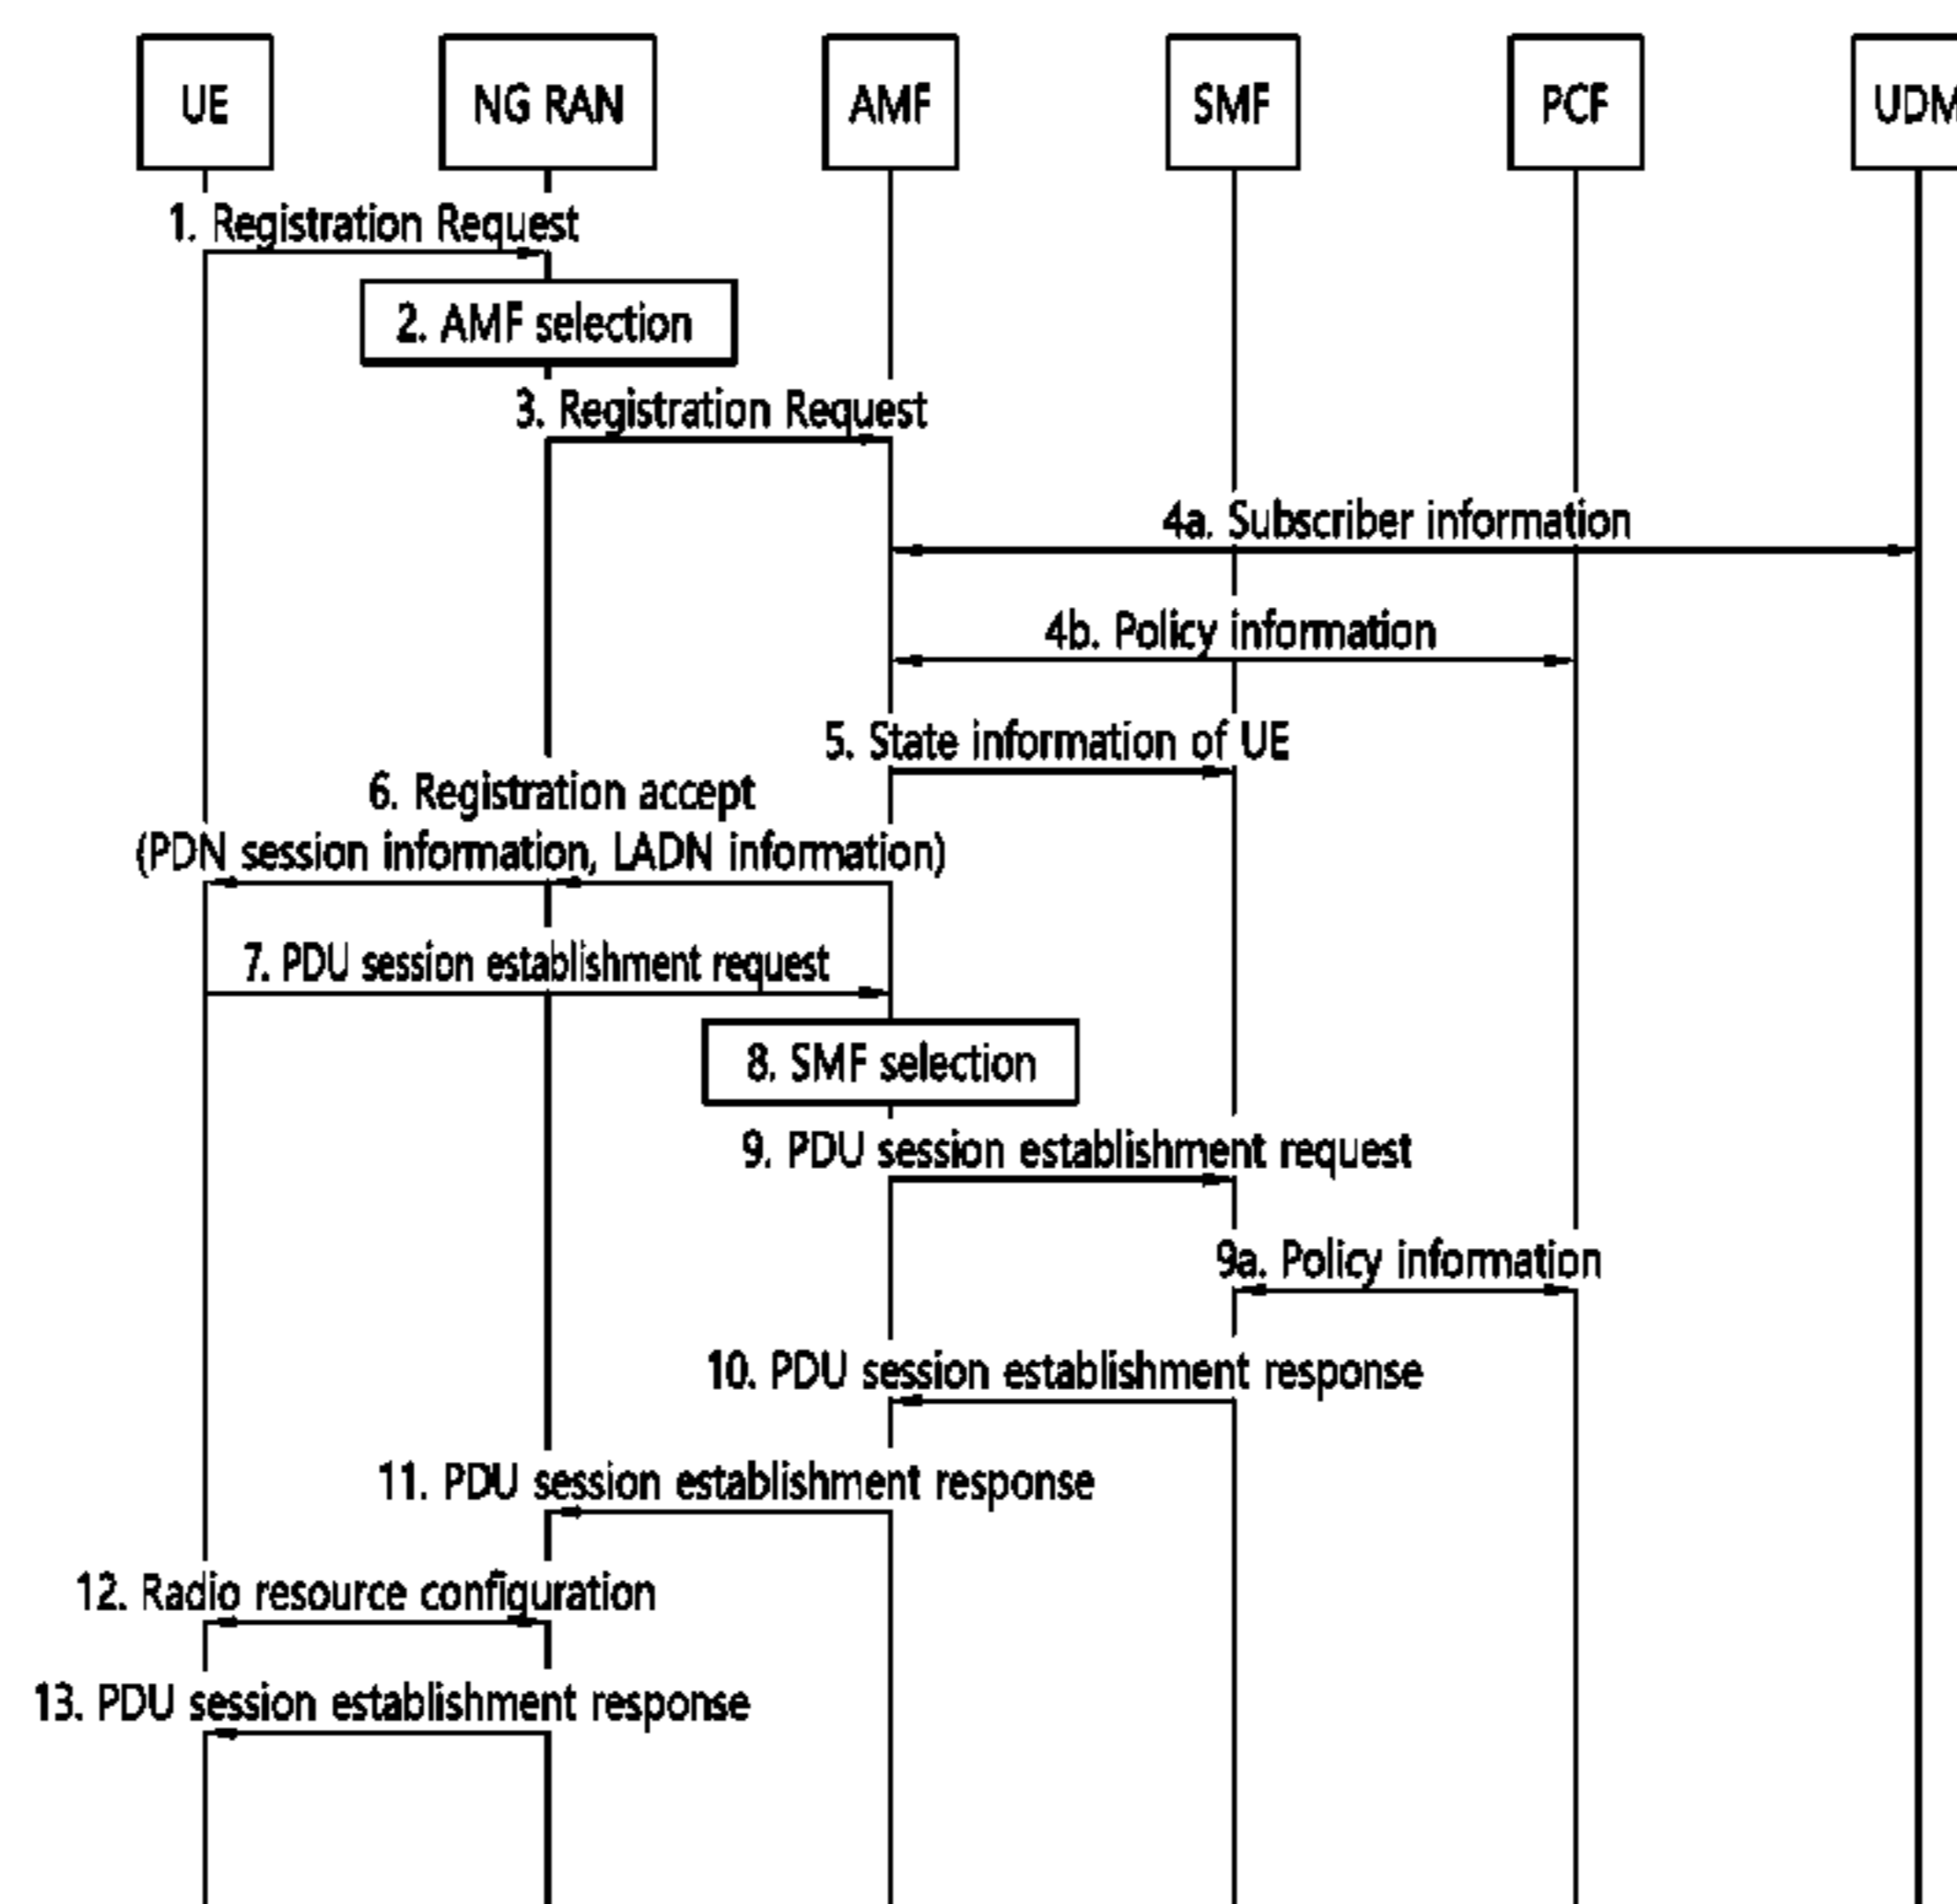 UE
NG RAN
AMF
SMF
PCF
UDM
1. Registration Request
2. AMF selection
3. Registration Request
4a. Subscriber information
4b. Policy information
5. State information of UE
6. Registration accept
(PDN session information, LADN information)
7. PDU session establishment request
8. SMF selection
9. PDU session establishment request
9a. Policy information
10. PDU session establishment response
11. PDU session establishment response
12. Radio resource configuration
13. PDU session establishment response